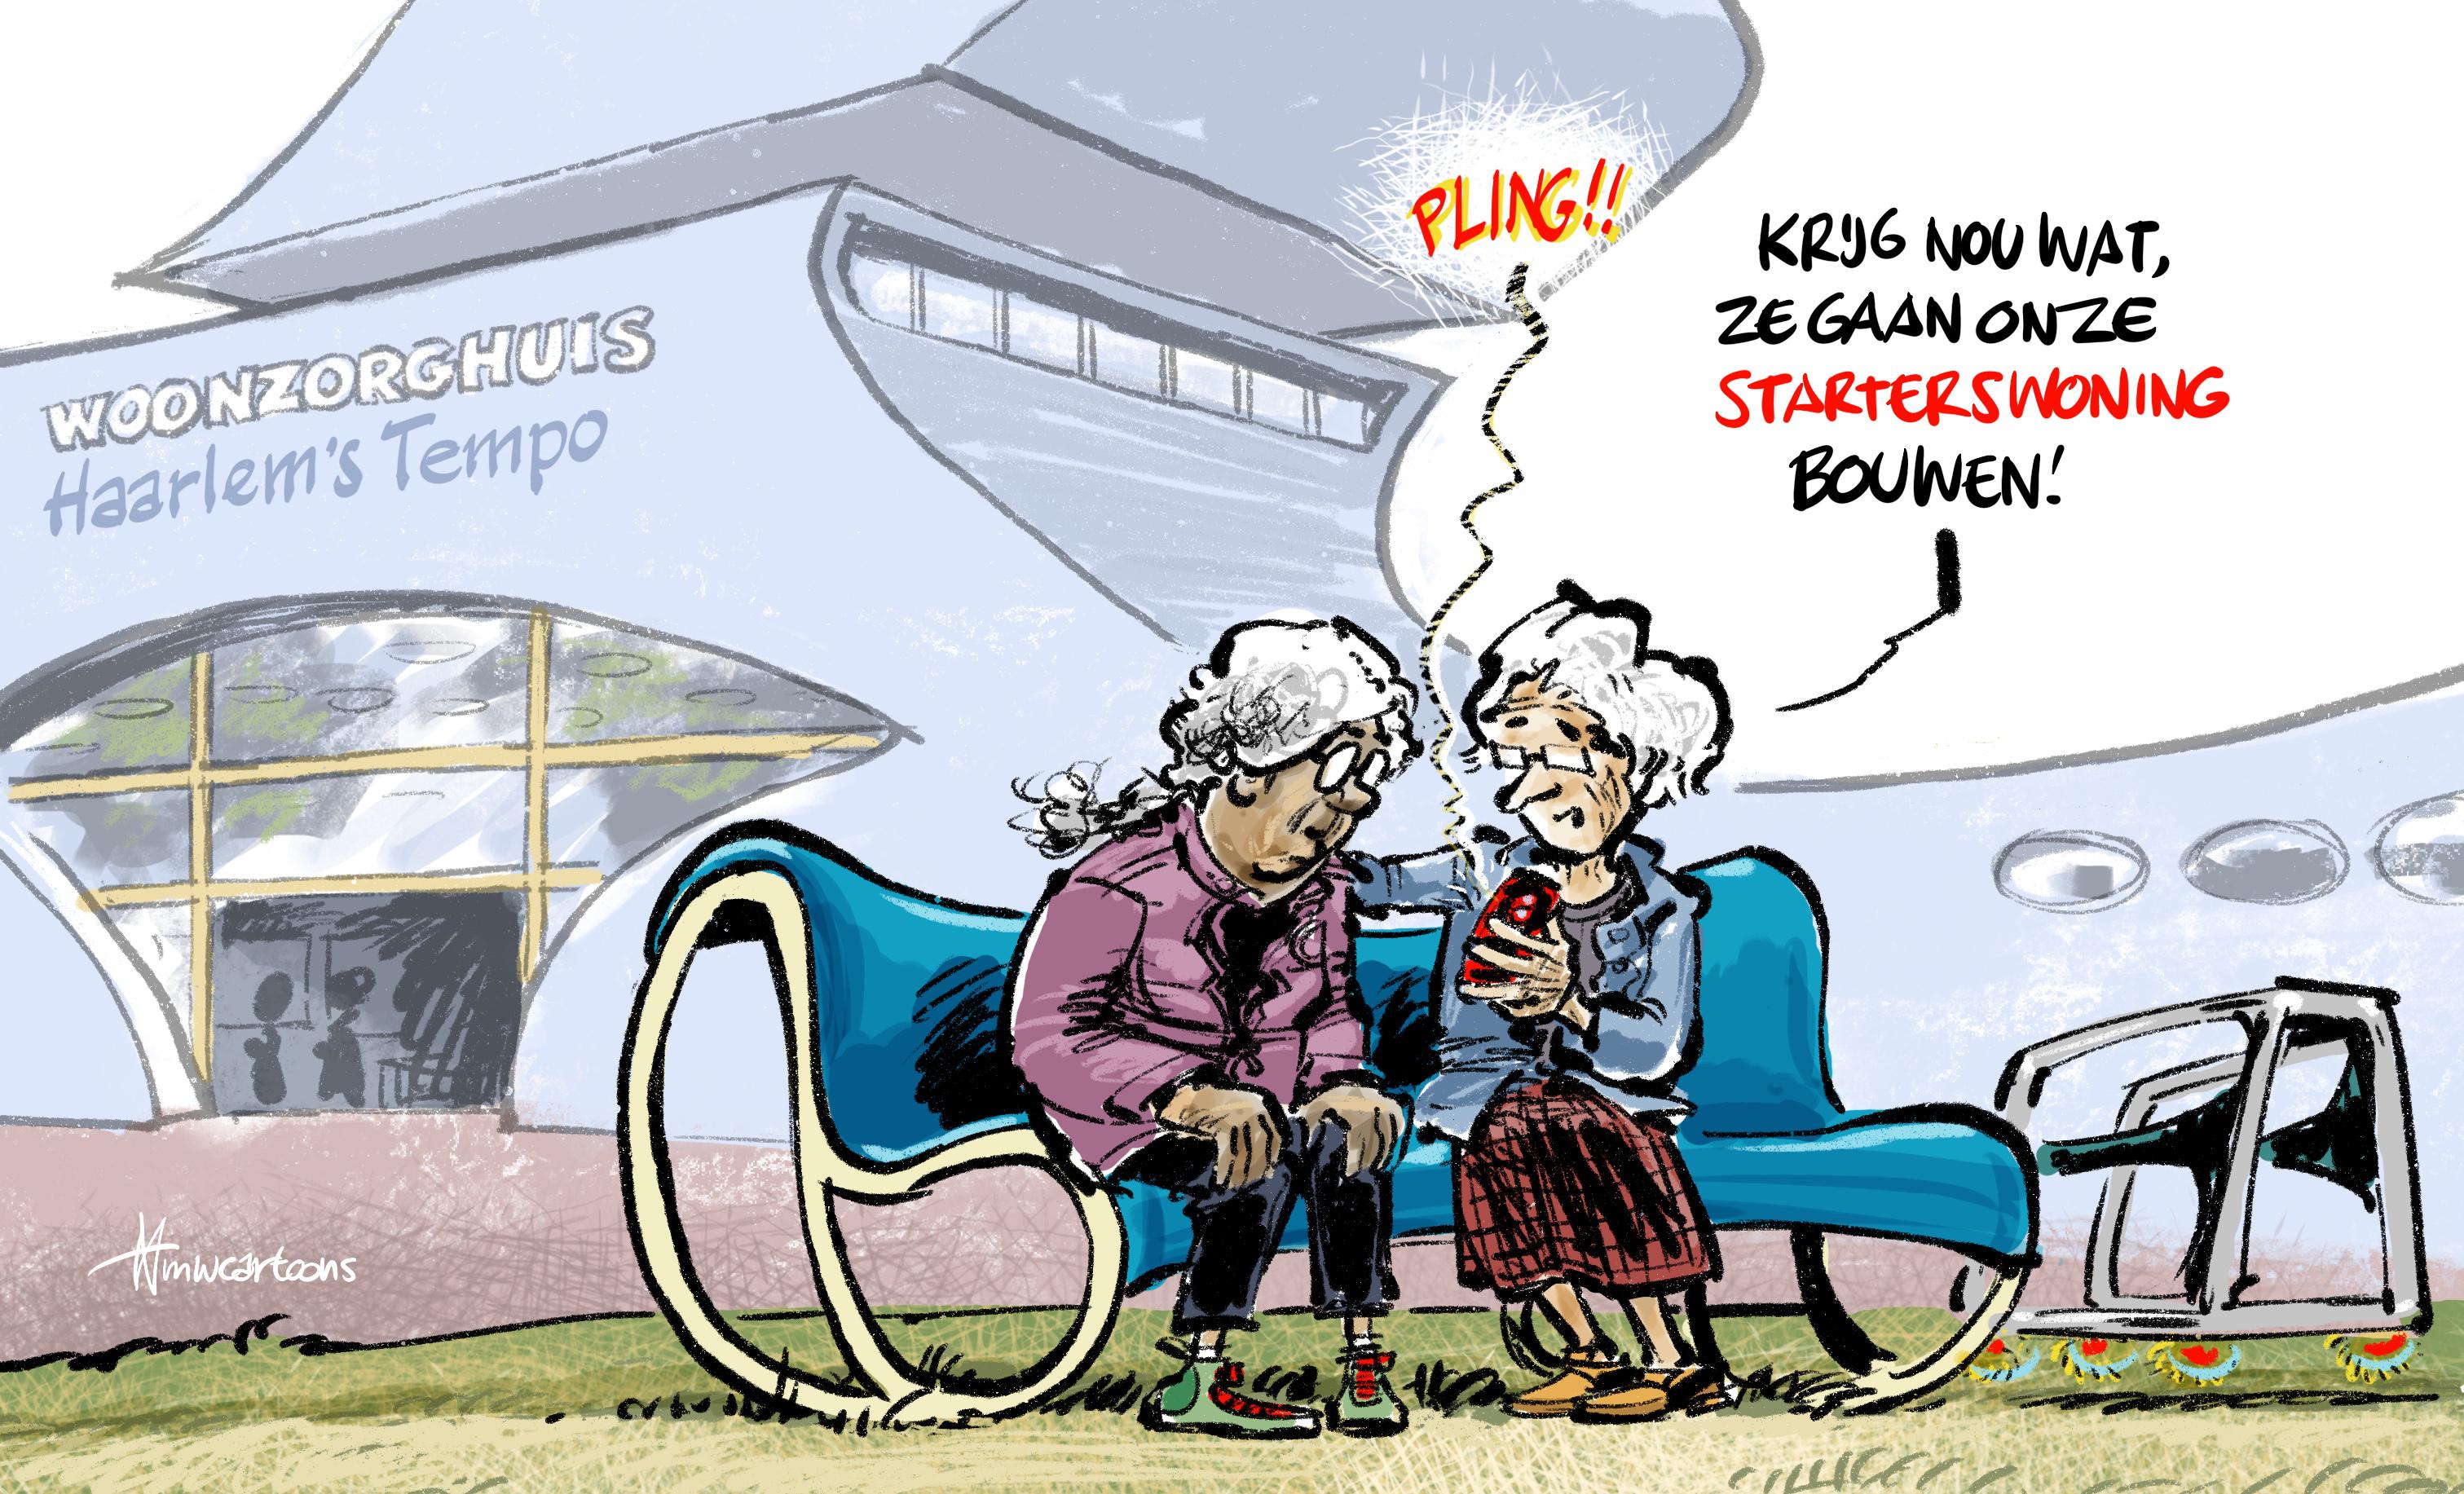 PLING!!
KRIJG NOU WAT,
ZE GAAN ONZE
STARTERSWONING
BOUWEN!
WOONZORGHUIS
Haarlem's Tempo
mwcartoons